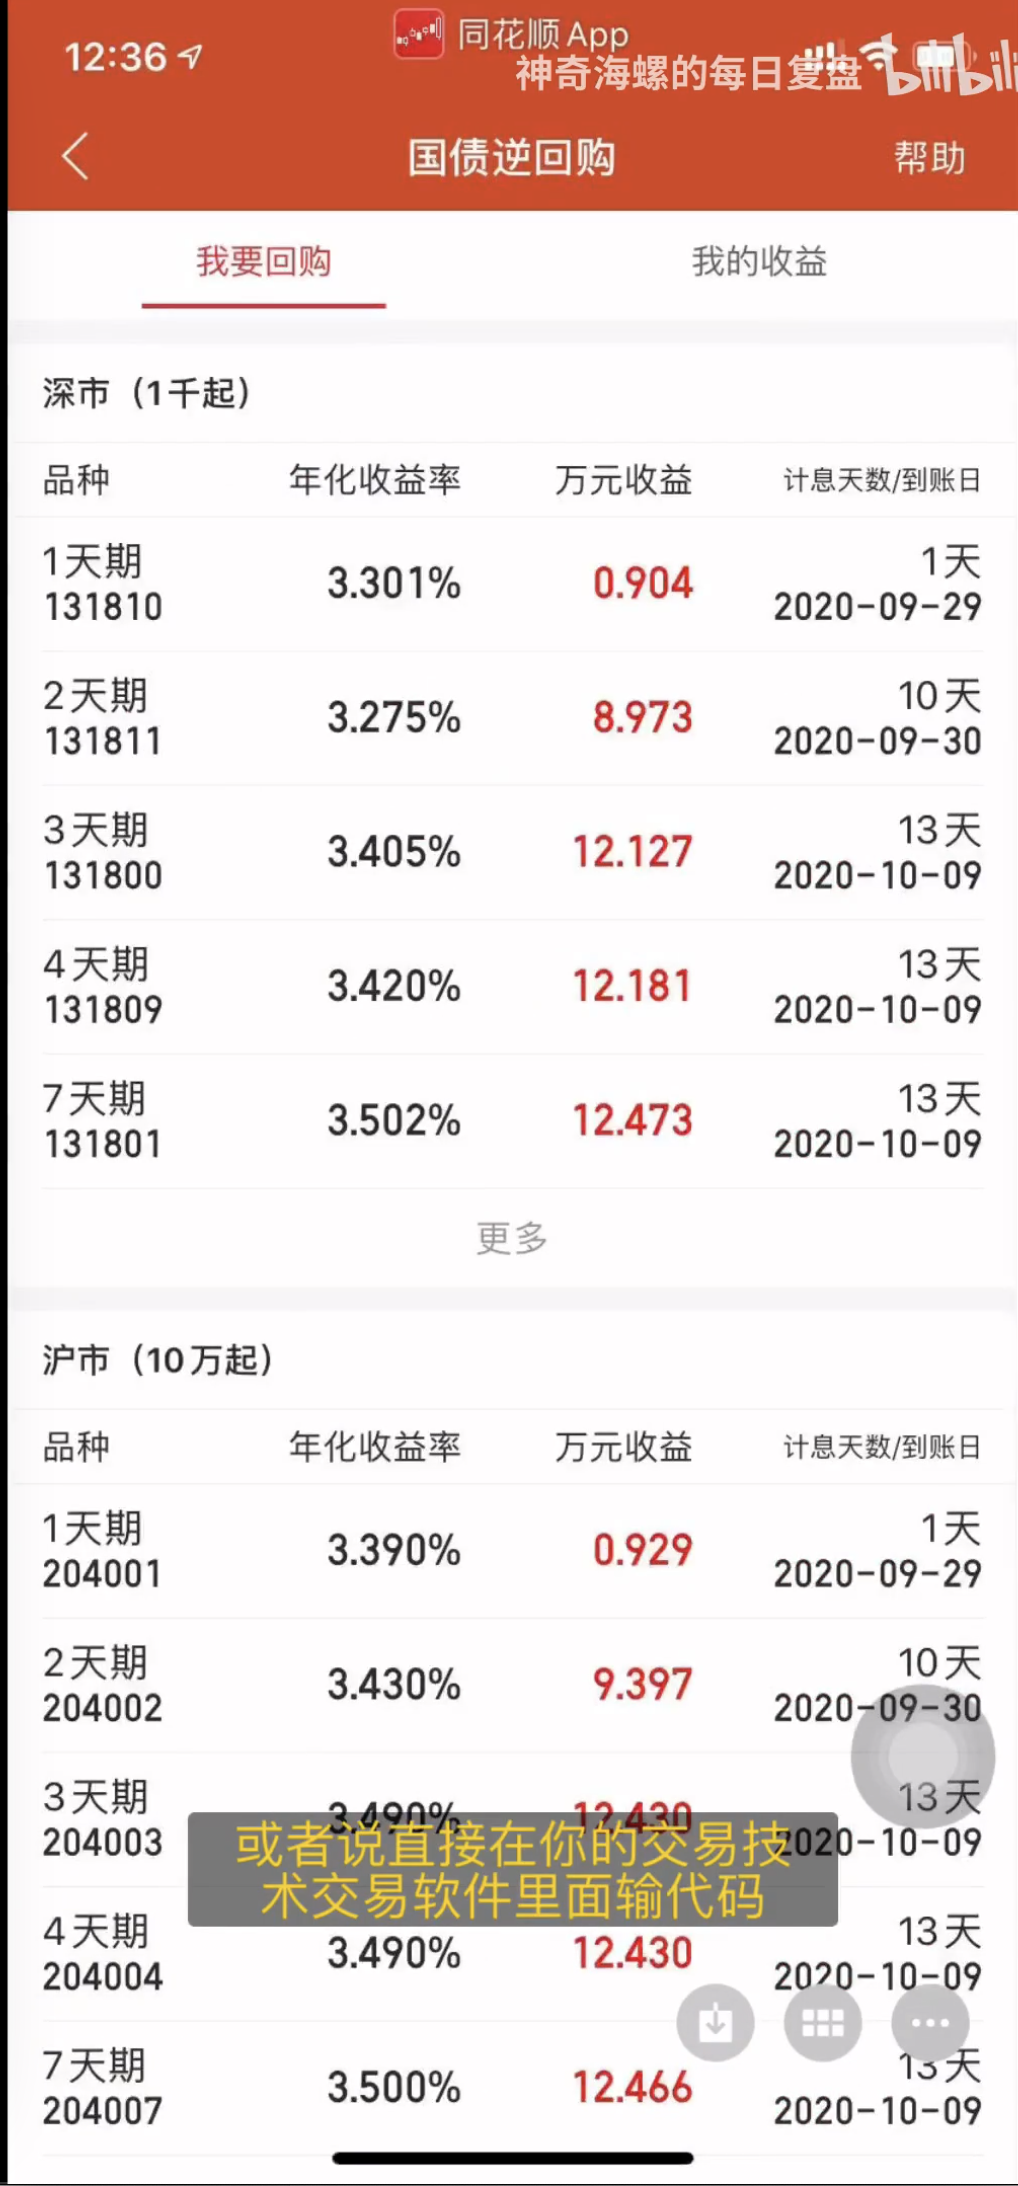 12:36
同花顺App
神奇海螺的每日复盘 bilibili
国债逆回购
帮助
我要回购
我的收益
深市（1千起）
品种 年化收益率 万元收益 计息天数/到账日
1天期 3.301% 0.904 1天
131810 2020-09-29
2天期 3.275% 8.973 10天
131811 2020-09-30
3天期 3.405% 12.127 13天
131800 2020-10-09
4天期 3.420% 12.181 13天
131809 2020-10-09
7天期 3.502% 12.473 13天
131801 2020-10-09
更多
沪市（10万起）
品种 年化收益率 万元收益 计息天数/到账日
1天期 3.390% 0.929 1天
204001 2020-09-29
2天期 3.430% 9.397 10天
204002 2020-09-30
3天期 3.490% 12.430 13天
204003 2020-10-09
或者说直接在你的交易技
术交易软件里面输代码
4天期 3.490% 12.430 13天
204004 2020-10-09
7天期 3.500% 12.466 13天
204007 2020-10-09